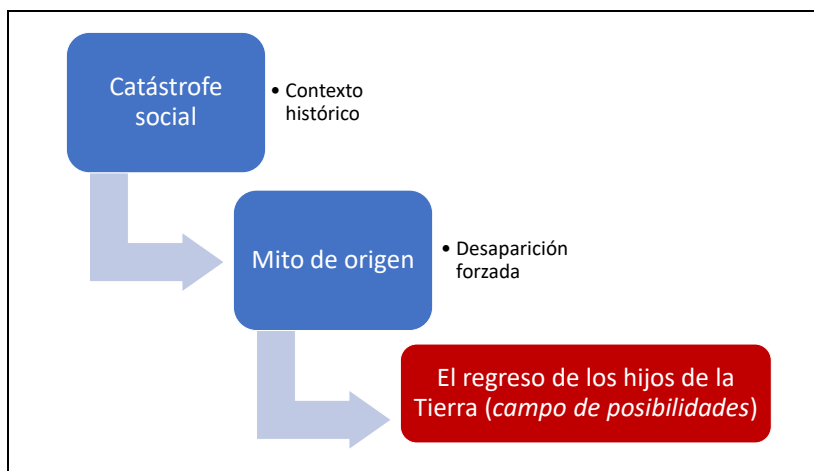 Catástrofe
social
• Contexto
histórico
Mito de origen
• Desaparición
forzada
El regreso de los hijos de la
Tierra (campo de posibilidades)